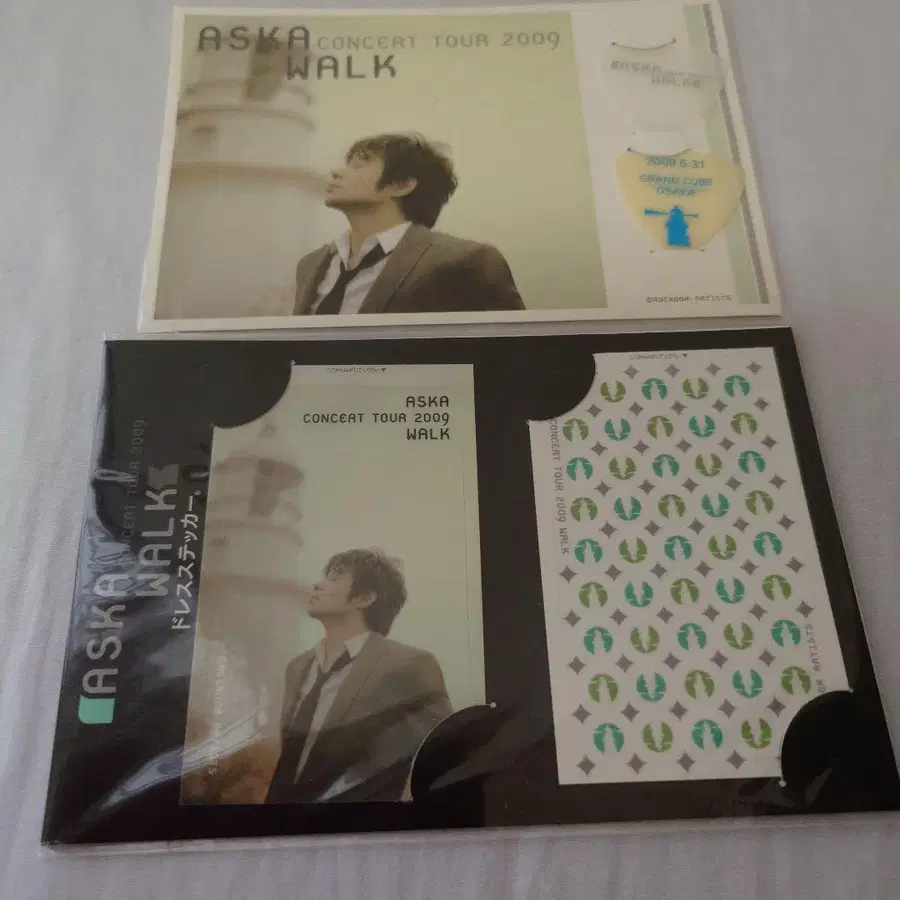 ASKA CONCERT TOUR 2009
WALK
ASKA
WALK
2009.5.31
GRAND CUBE
OSAKA
©ROCKDOM ARTISTS
ASKA CONCERT TOUR 2009
WALK
ドレスステッカー®
ASKA
CONCERT TOUR 2009
WALK
CONCERT TOUR 2009 WALK
ARTISTS